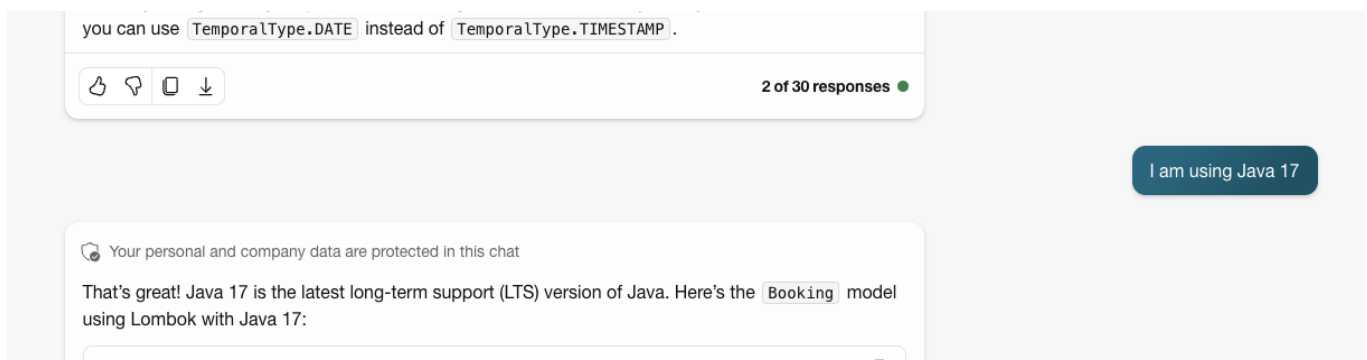 you can use TemporalType.DATE instead of TemporalType.TIMESTAMP.
2 of 30 responses
I am using Java 17
Your personal and company data are protected in this chat
That’s great! Java 17 is the latest long-term support (LTS) version of Java. Here’s the Booking model
using Lombok with Java 17: